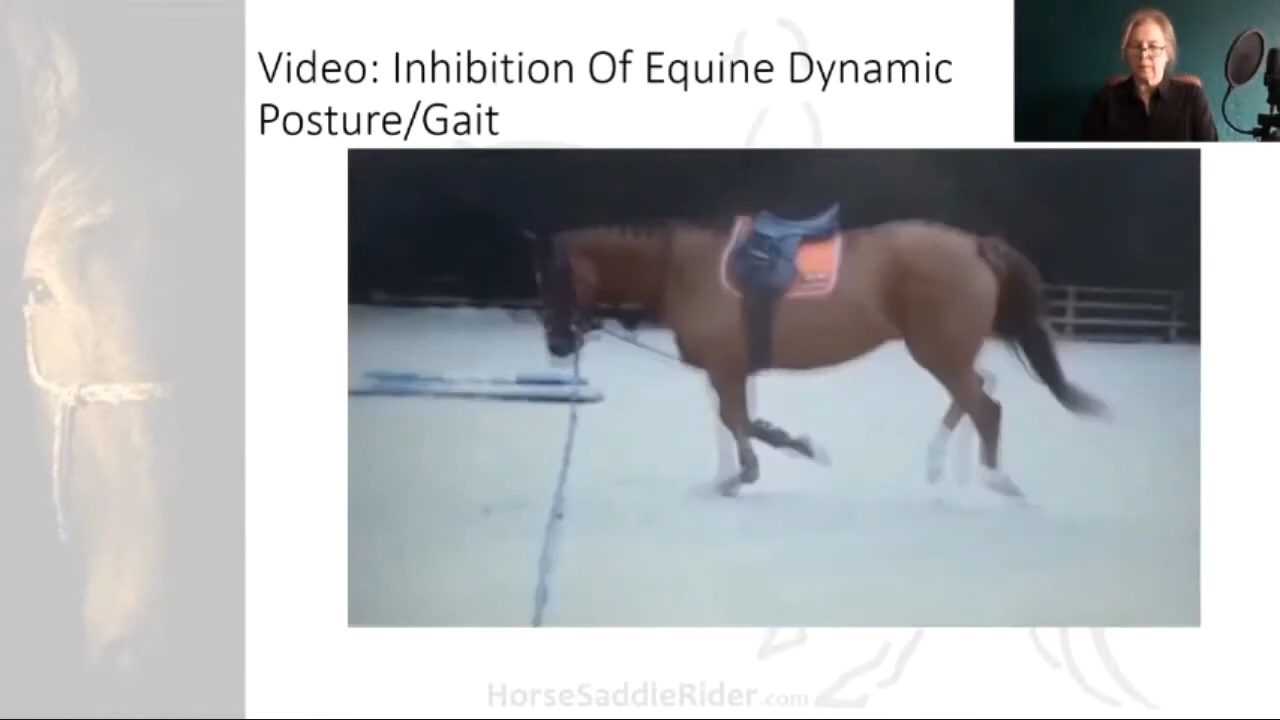 Video: Inhibition Of Equine Dynamic
Posture/Gait
HorseSaddleRider.com